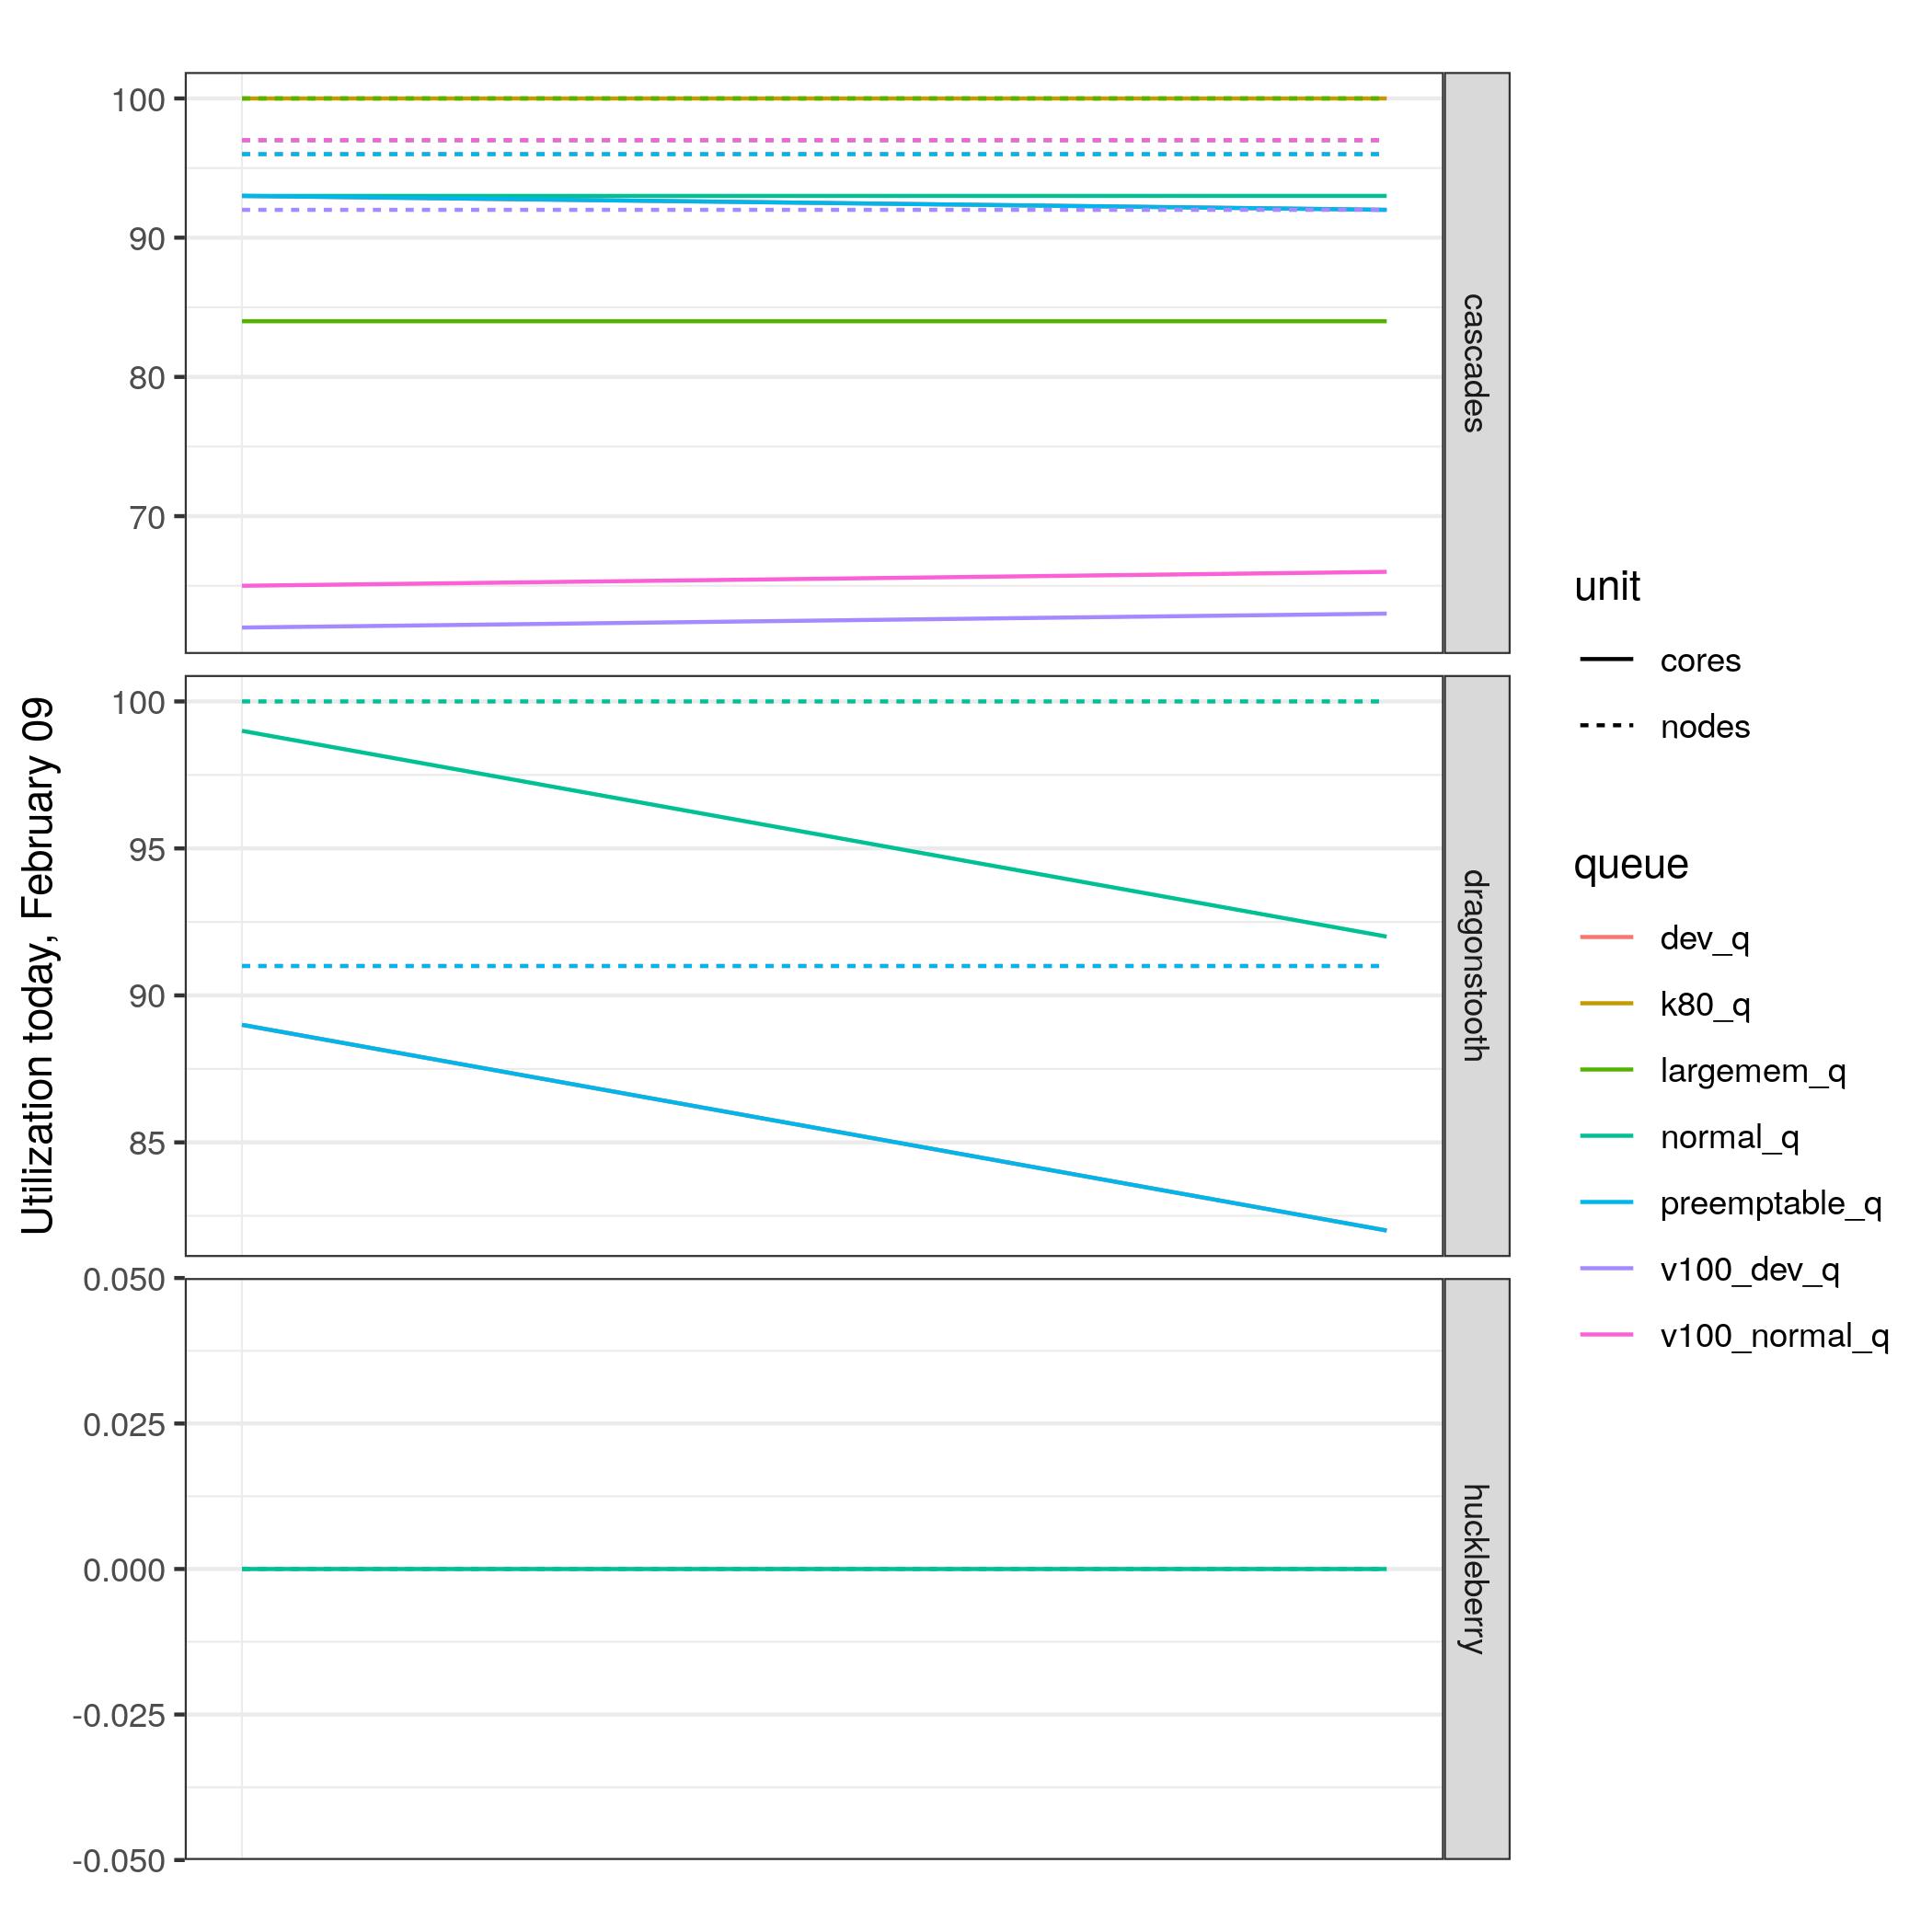 Utilization today, February 09
100
90
80
70
cascades
100
95
90
85
dragonstooth
0.050
0.025
0.000
-0.025
-0.050
huckleberry
unit
cores
nodes
queue
dev_q
k80_q
largemem_q
normal_q
preemptable_q
v100_dev_q
v100_normal_q